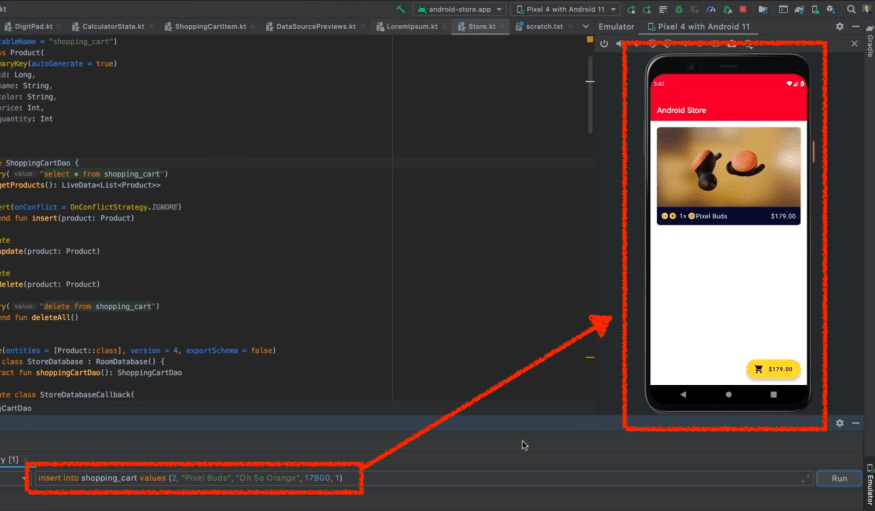 kt
android-store.app
Pixel 4 with Android 11
DigitPad.kt
CalculatorState.kt
ShoppingCartItem.kt
DataSourcePreviews.kt
LoremIpsum.kt
Store.kt
scratch.txt
Emulator
Pixel 4 with Android 11
Gradle
ableName = "shopping_cart")
ss Product(
maryKey(autoGenerate = true)
id: Long,
name: String,
color: String,
price: Int,
quantity: Int
e ShoppingCartDao {
ry( value: "select * from shopping_cart")
getProducts(): LiveData<List<Product>>
ert(onConflict = OnConflictStrategy.IGNORE)
end fun insert(product: Product)
ate
update(product: Product)
ete
delete(product: Product)
ry( value: "delete from shopping_cart")
end fun deleteAll()
e(entities = [Product::class], version = 4, exportSchema = false)
class StoreDatabase : RoomDatabase() {
ract fun shoppingCartDao(): ShoppingCartDao
ate class StoreDatabaseCallback(
gCartDao
Android Store
1× Pixel Buds
$179.00
$179.00
ry [1]
insert into shopping_cart values (2, "Pixel Buds", "Oh So Orange", 17900, 1)
Run
Emulator